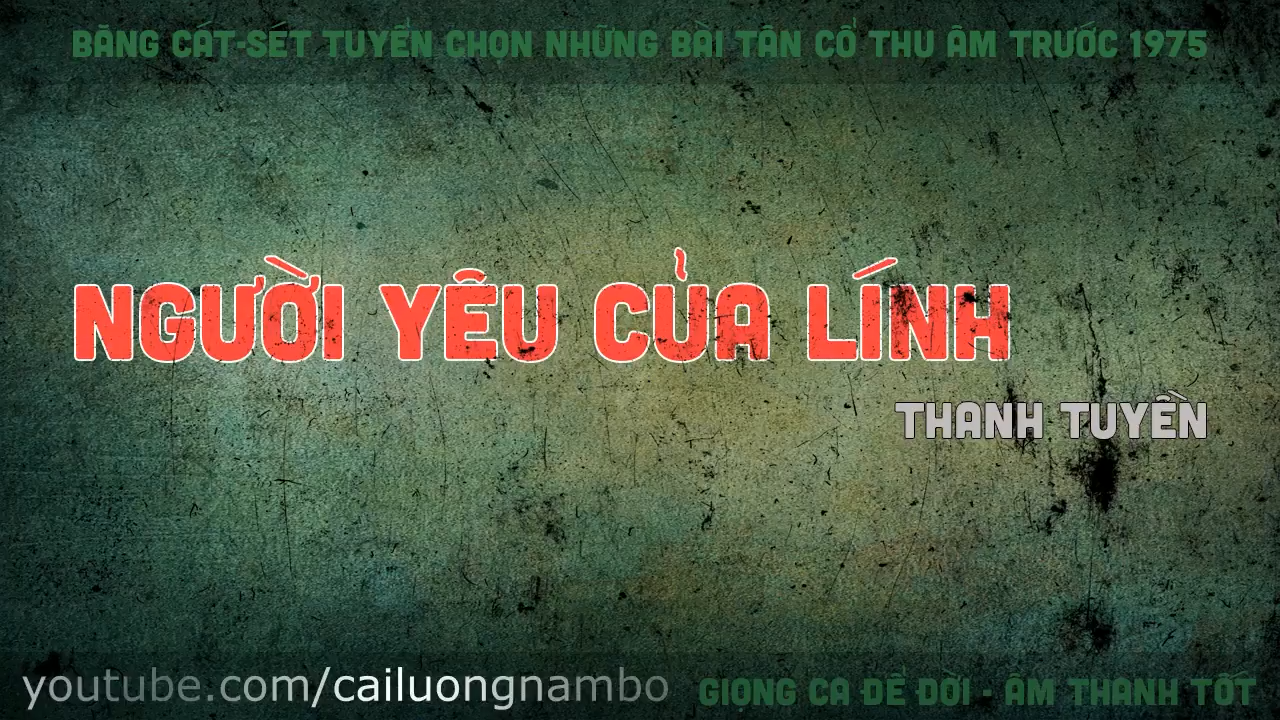 BĂNG CÁT-SÉT TUYỂN CHỌN NHỮNG BÀI TÂN CỔ THU ÂM TRƯỚC 1975
NGƯỜI YÊU CỦA LÍNH
THANH TUYỀN
youtube.com/cailuongnambo
GIỌNG CA ĐỂ ĐỜI - ÂM THANH TỐT